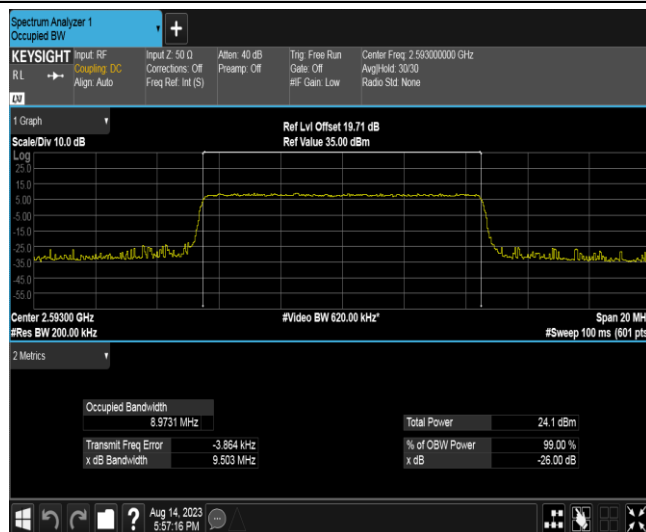 Spectrum Analyzer 1
Occupied BW
KEYSIGHT
RL
Input: RF
Coupling: DC
Align: Auto
Input Z: 50 Ω
Corrections: Off
Freq Ref: Int (S)
Atten: 40 dB
Preamp: Off
Trig: Free Run
Gate: Off
#IF Gain: Low
Center Freq: 2.593000000 GHz
Avg|Hold: 30/30
Radio Std: None
LXI
1 Graph
Scale/Div 10.0 dB
Ref Lvl Offset 19.71 dB
Ref Value 35.00 dBm
Log
25.0
15.0
5.00
-5.00
-15.0
-25.0
-35.0
-45.0
-55.0
Center 2.59300 GHz
#Res BW 200.00 kHz
#Video BW 620.00 kHz*
Span 20 MH
#Sweep 100 ms (601 pts
2 Metrics
Occupied Bandwidth
8.9731 MHz
Transmit Freq Error -3.864 kHz
x dB Bandwidth 9.503 MHz
Total Power 24.1 dBm
% of OBW Power 99.00 %
x dB -26.00 dB
?
Aug 14, 2023
5:57:16 PM